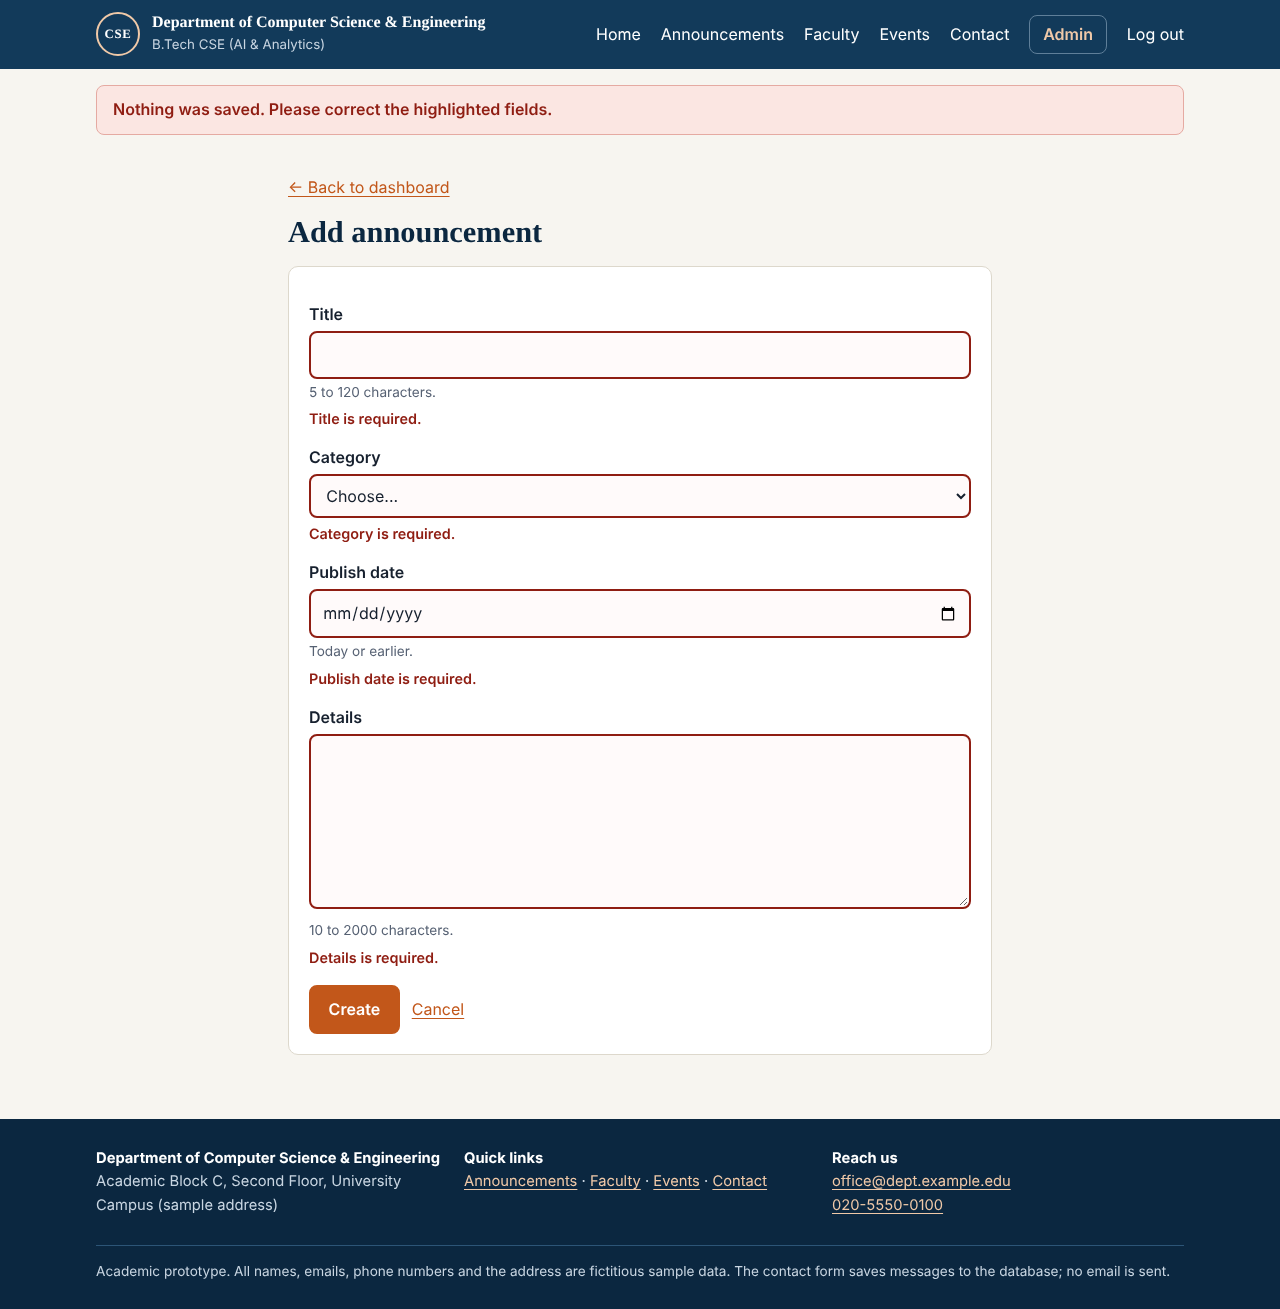 CSE
Department of Computer Science & Engineering
B.Tech CSE (AI & Analytics)
Home Announcements Faculty Events Contact Admin Log out
Nothing was saved. Please correct the highlighted fields.
← Back to dashboard
Add announcement
Title
5 to 120 characters.
Title is required.
Category
Choose...
Category is required.
Publish date
mm/dd/yyyy
Today or earlier.
Publish date is required.
Details
10 to 2000 characters.
Details is required.
Create Cancel
Department of Computer Science & Engineering
Academic Block C, Second Floor, University
Campus (sample address)
Quick links
Announcements · Faculty · Events · Contact
Reach us
office@dept.example.edu
020-5550-0100
Academic prototype. All names, emails, phone numbers and the address are fictitious sample data. The contact form saves messages to the database; no email is sent.